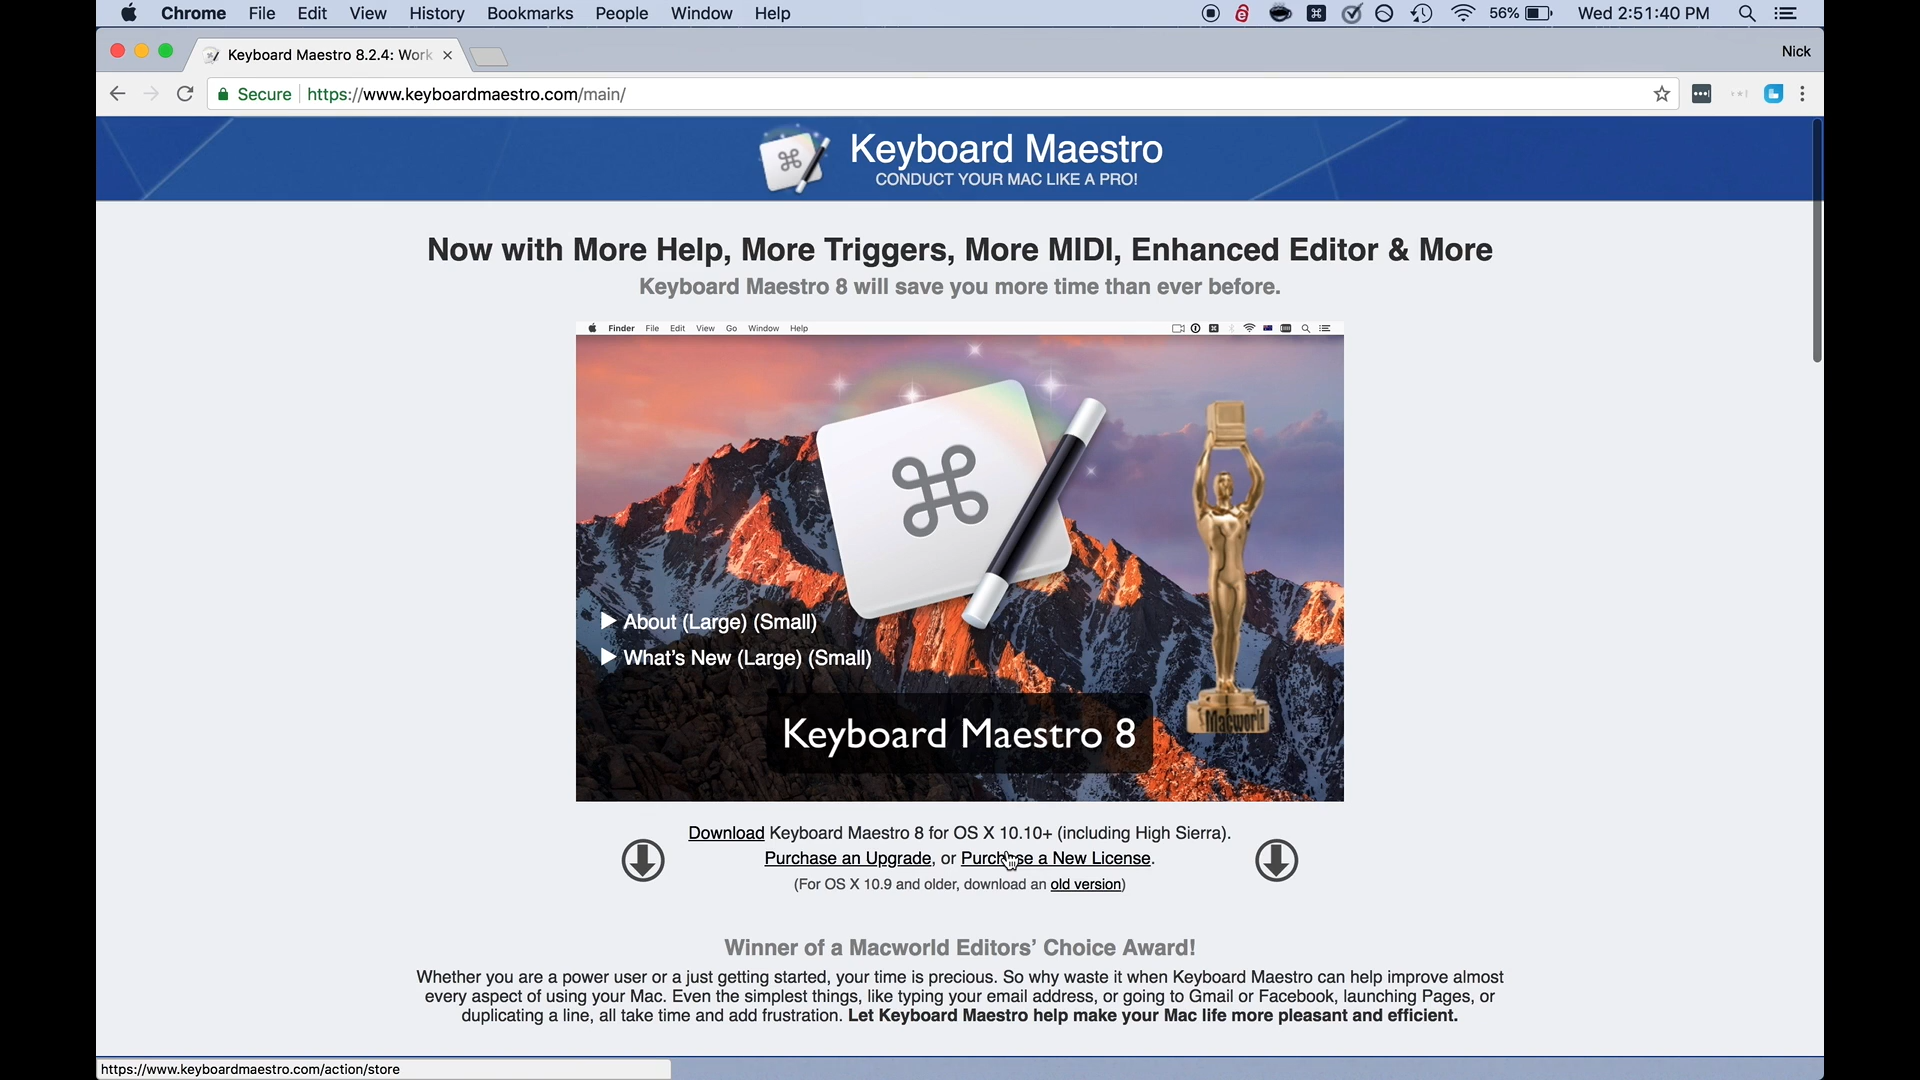 Chrome File Edit View History Bookmarks People Window Help 56% Wed 2:51:40 PM
Keyboard Maestro 8.2.4: Work Nick
Secure https://www.keyboardmaestro.com/main/
Keyboard Maestro
CONDUCT YOUR MAC LIKE A PRO!
Now with More Help, More Triggers, More MIDI, Enhanced Editor & More
Keyboard Maestro 8 will save you more time than ever before.
Finder File Edit View Go Window Help
About (Large) (Small)
What's New (Large) (Small)
Macworld
Keyboard Maestro 8
Download Keyboard Maestro 8 for OS X 10.10+ (including High Sierra).
Purchase an Upgrade, or Purchase a New License.
(For OS X 10.9 and older, download an old version)
Winner of a Macworld Editors' Choice Award!
Whether you are a power user or a just getting started, your time is precious. So why waste it when Keyboard Maestro can help improve almost
every aspect of using your Mac. Even the simplest things, like typing your email address, or going to Gmail or Facebook, launching Pages, or
duplicating a line, all take time and add frustration. Let Keyboard Maestro help make your Mac life more pleasant and efficient.
https://www.keyboardmaestro.com/action/store